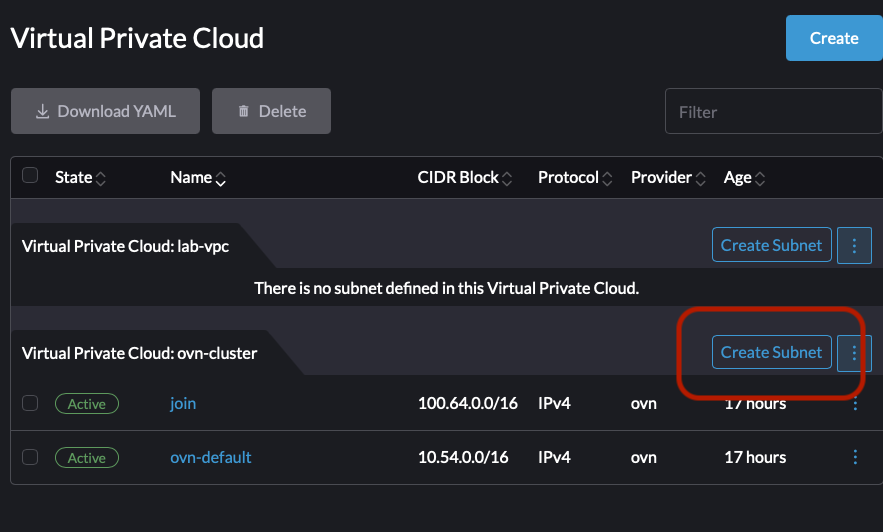 Virtual Private Cloud
Create
Download YAML Delete Filter
State Name CIDR Block Protocol Provider Age
Virtual Private Cloud: lab-vpc Create Subnet
There is no subnet defined in this Virtual Private Cloud.
Virtual Private Cloud: ovn-cluster Create Subnet
Active join 100.64.0.0/16 IPv4 ovn 17 hours
Active ovn-default 10.54.0.0/16 IPv4 ovn 17 hours